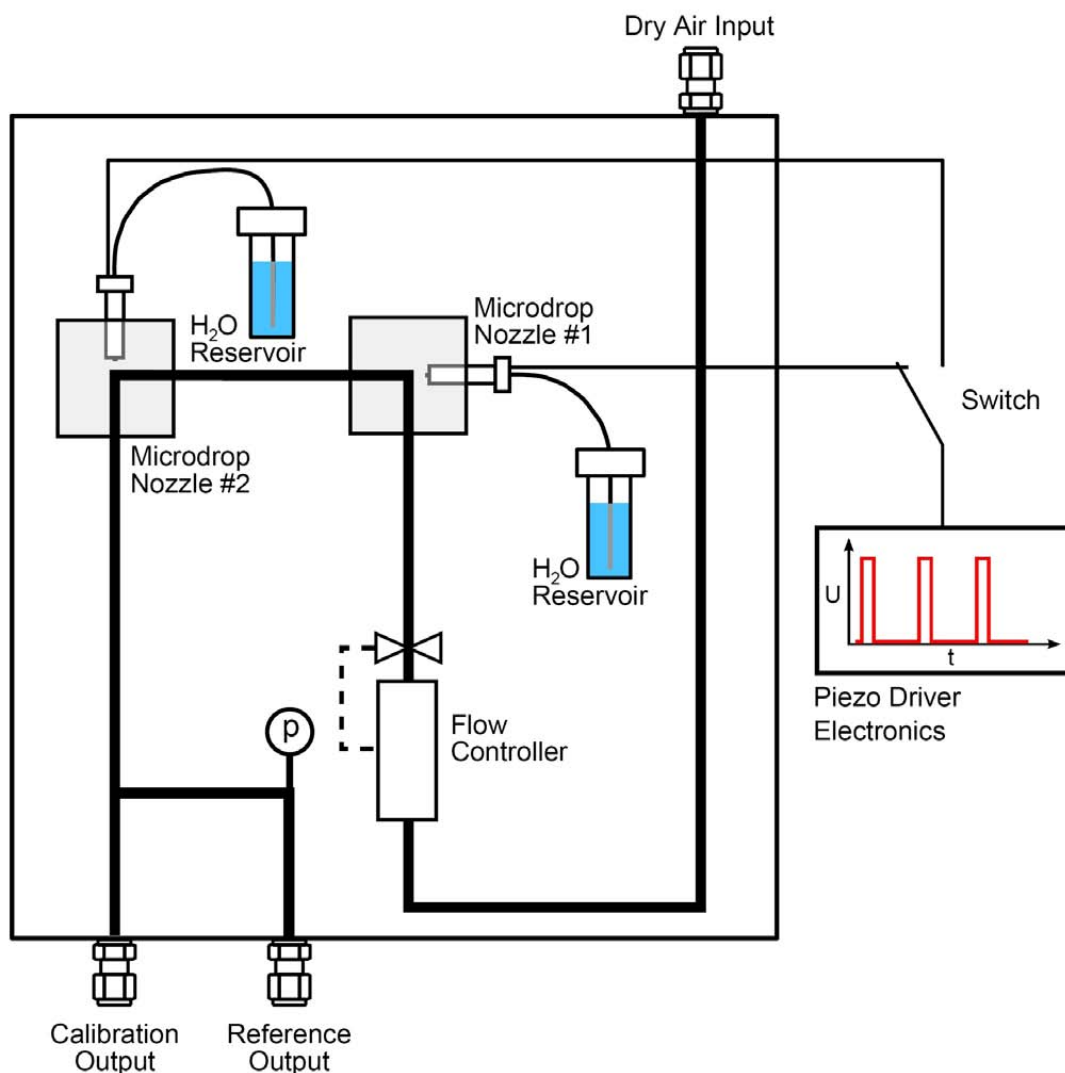 Dry Air Input
H₂O
Reservoir
Microdrop
Nozzle #1
Switch
Microdrop
Nozzle #2
H₂O
Reservoir
U
t
p
Flow
Controller
Piezo Driver
Electronics
Calibration
Output
Reference
Output